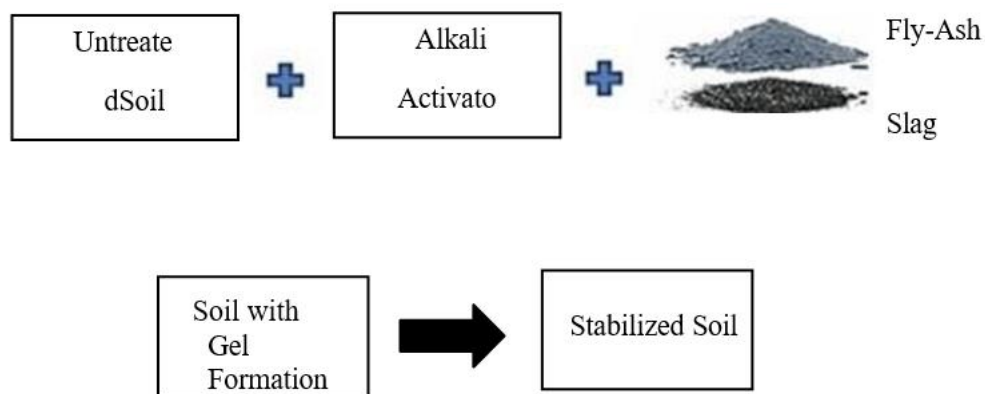 Untreate
dSoil
Alkali
Activato
Fly-Ash
Slag
Soil with
Gel
Formation
Stabilized Soil